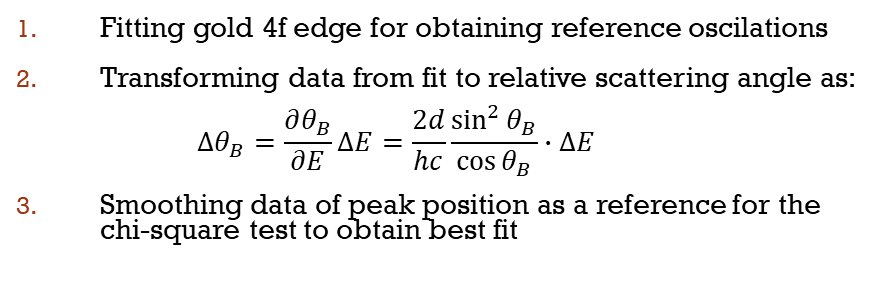 1. Fitting gold 4f edge for obtaining reference oscilations
2. Transforming data from fit to relative scattering angle as:
Δθ_B = ∂θ_B/∂E ΔE = 2d/hc sin² θ_B/cos θ_B · ΔE
3. Smoothing data of peak position as a reference for the
chi-square test to obtain best fit